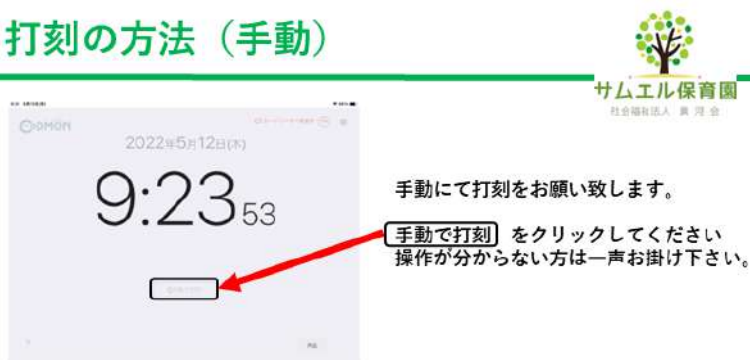 打刻の方法（手動）
サムエル保育園
社会福祉法人
CoDMON
2022年5月12日(木)
9:23 53
手動にて打刻をお願い致します。
手動で打刻 をクリックしてください
操作が分からない方は一声お掛け下さい。